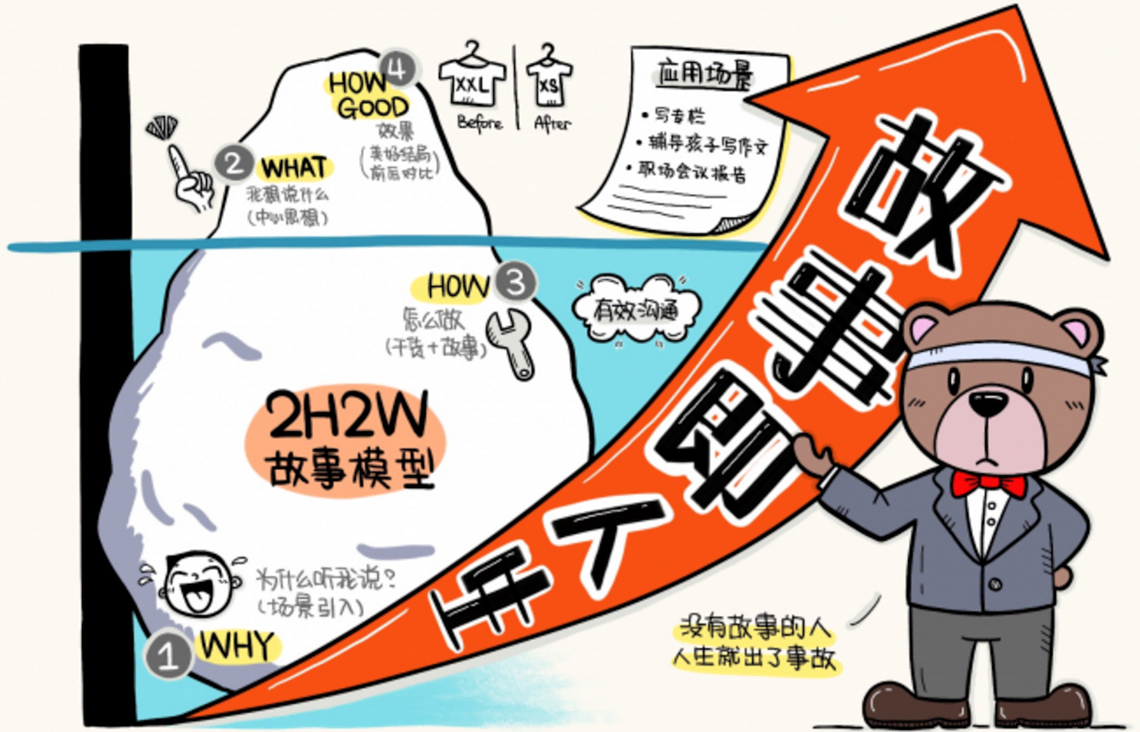 4
HOW
GOOD
效果
(美好结局)
前后对比)
XXL
Before
XS
After
应用场景
• 写专栏
• 辅导孩子写作文
• 职场会议报告
2 WHAT
我想说什么
(中心思想)
HOW 3
怎么做
(干货+故事)
有效沟通
2H2W
故事模型
为什么听我说？
(场景引入)
1 WHY
故事即人生
没有故事的人
人生就出了事故